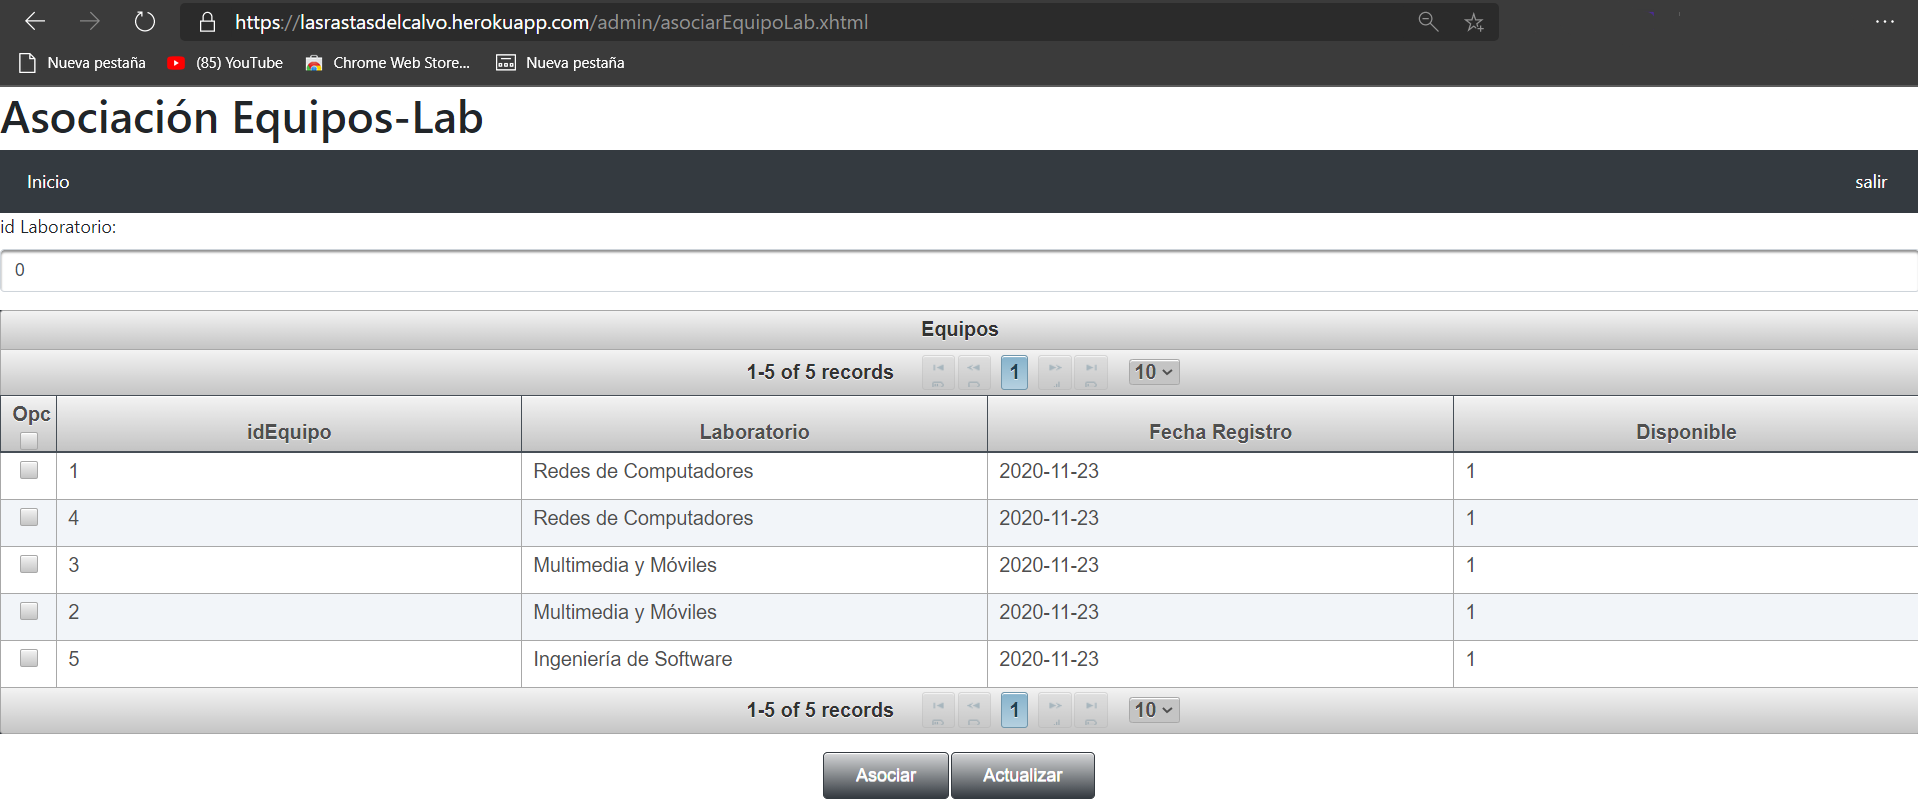 https://lasrastasdelcalvo.herokuapp.com/admin/asociarEquipoLab.xhtml
Nueva pestaña (85) YouTube Chrome Web Store... Nueva pestaña
Asociación Equipos-Lab
Inicio salir
id Laboratorio:
0
Equipos
1-5 of 5 records 1 10
Opc idEquipo Laboratorio Fecha Registro Disponible
1 Redes de Computadores 2020-11-23 1
4 Redes de Computadores 2020-11-23 1
3 Multimedia y Móviles 2020-11-23 1
2 Multimedia y Móviles 2020-11-23 1
5 Ingeniería de Software 2020-11-23 1
1-5 of 5 records 1 10
Asociar Actualizar